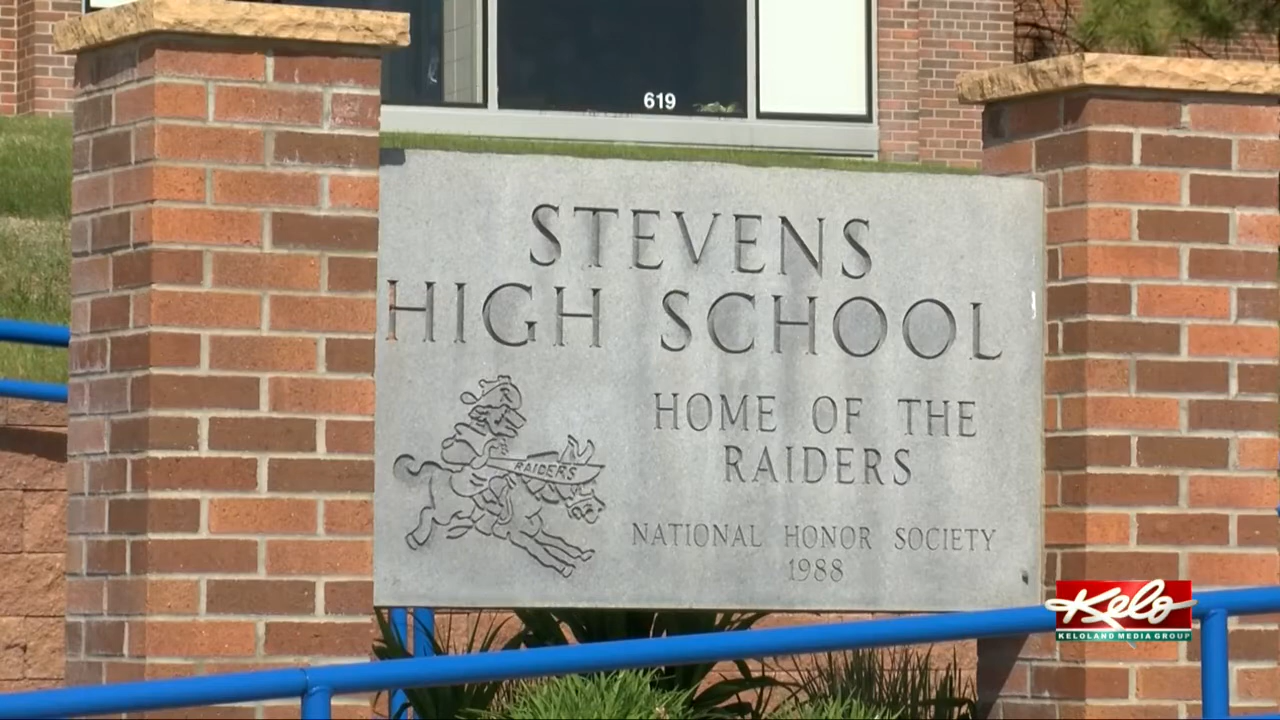 619
STEVENS
HIGH SCHOOL
HOME OF THE
RAIDERS
RAIDERS
NATIONAL HONOR SOCIETY
1988
Kelo
KELOLAND MEDIA GROUP